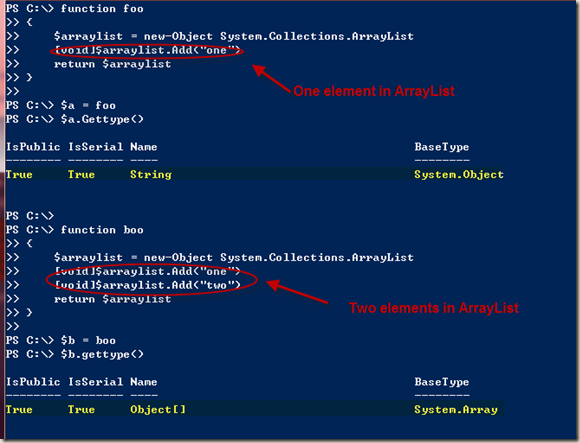 PS C:\> function foo
>> {
>>     $arraylist = new-Object System.Collections.ArrayList
>>     [void]$arraylist.Add("one")
>>     return $arraylist
>> }
>>
One element In ArrayList
PS C:\> $a = foo
PS C:\> $a.Gettype()
IsPublic IsSerial Name BaseType
-------- -------- ---- --------
True     True     String System.Object
PS C:\>
PS C:\> function boo
>> {
>>     $arraylist = new-Object System.Collections.ArrayList
>>     [void]$arraylist.Add("one")
>>     [void]$arraylist.Add("two")
>>     return $arraylist
>> }
>>
Two elements in ArrayList
PS C:\> $b = boo
PS C:\> $b.gettype()
IsPublic IsSerial Name BaseType
-------- -------- ---- --------
True     True     Object[] System.Array